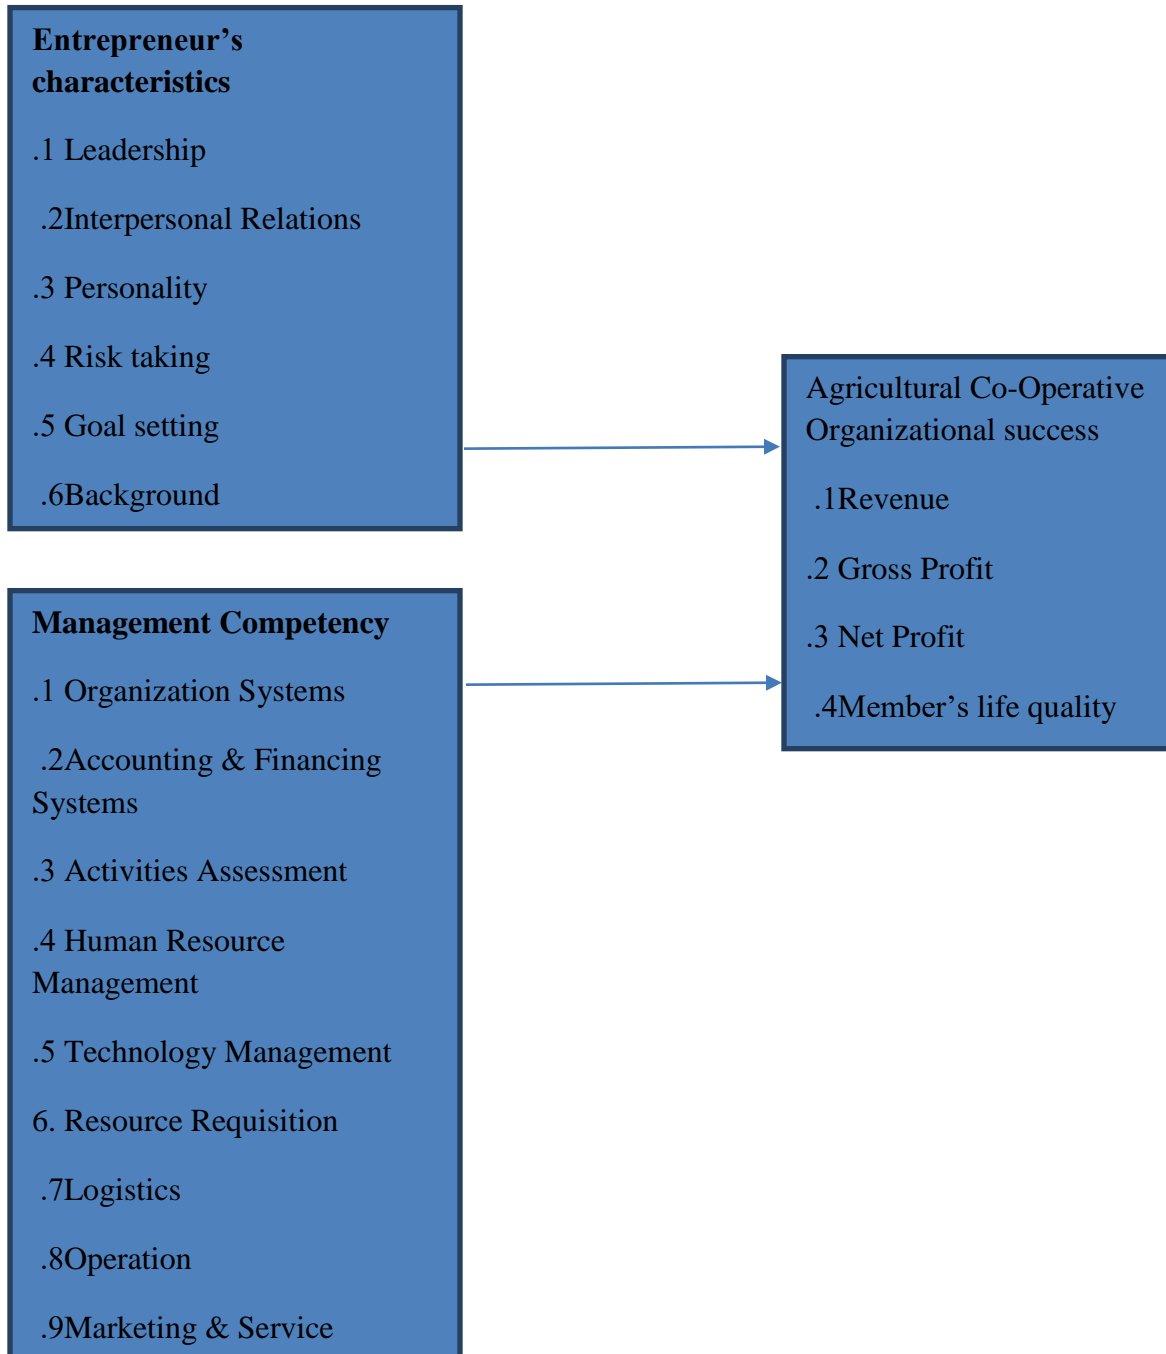 Entrepreneur’s
characteristics
.1 Leadership
.2Interpersonal Relations
.3 Personality
.4 Risk taking
.5 Goal setting
.6Background
Management Competency
.1 Organization Systems
.2Accounting & Financing
Systems
.3 Activities Assessment
.4 Human Resource
Management
.5 Technology Management
6. Resource Requisition
.7Logistics
.8Operation
.9Marketing & Service
Agricultural Co-Operative
Organizational success
.1Revenue
.2 Gross Profit
.3 Net Profit
.4Member’s life quality